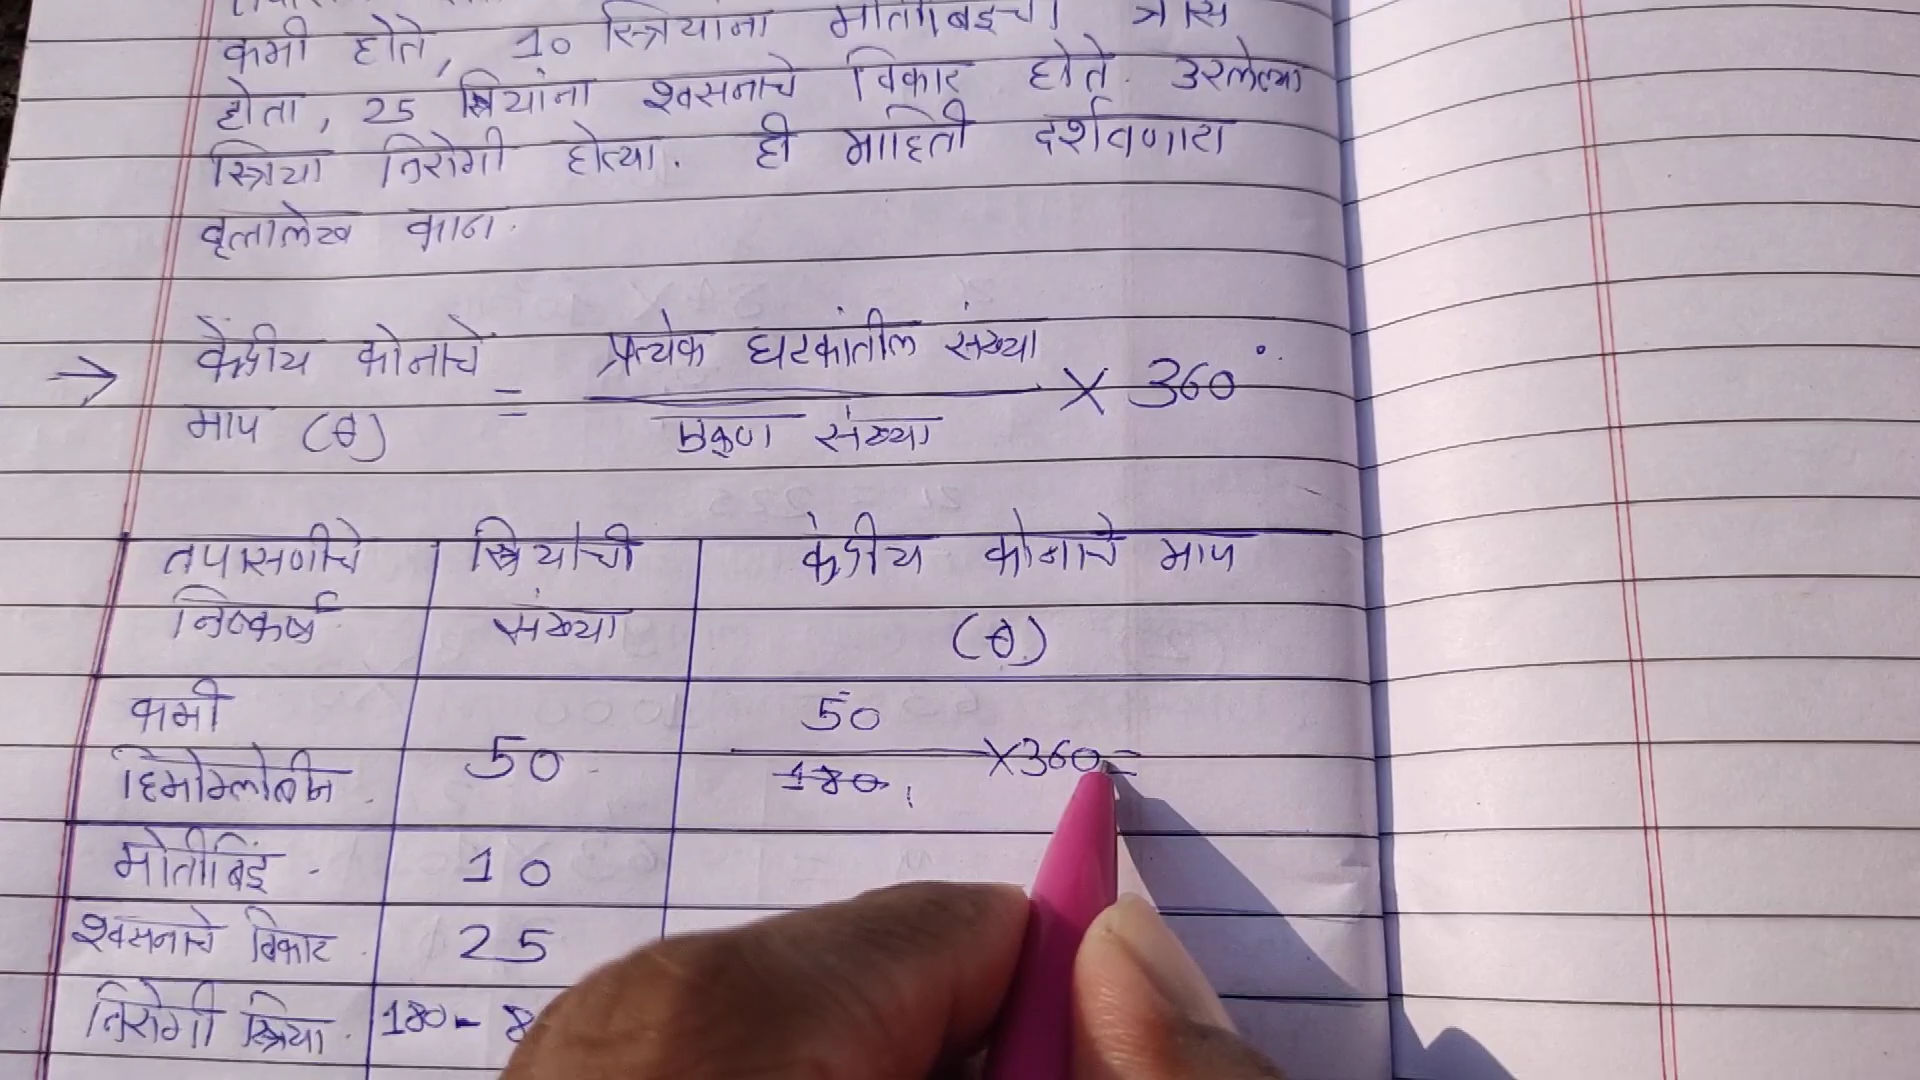 कमी होते, 10 स्त्रियांना मोतीबिंदूचा त्रास
होता, 25 स्त्रियांना श्वसनाचे विकार होते. उरलेल्या
स्त्रिया निरोगी होत्या. ही माहिती दर्शवणारा
वृत्तालेख काढा.
→ केंद्रीय कोनाचे माप (θ) = प्रत्येक घटकांतील संख्या / एकूण संख्या × 360°
तपासणीचे निष्कर्ष स्त्रियांची संख्या केंद्रीय कोनाचे माप (θ)
कमी हिमोग्लोबीन 50 50 / 180 × 360 =
मोतीबिंदू 10
श्वसनाचे विकार 25
निरोगी स्त्रिया 180 - 8